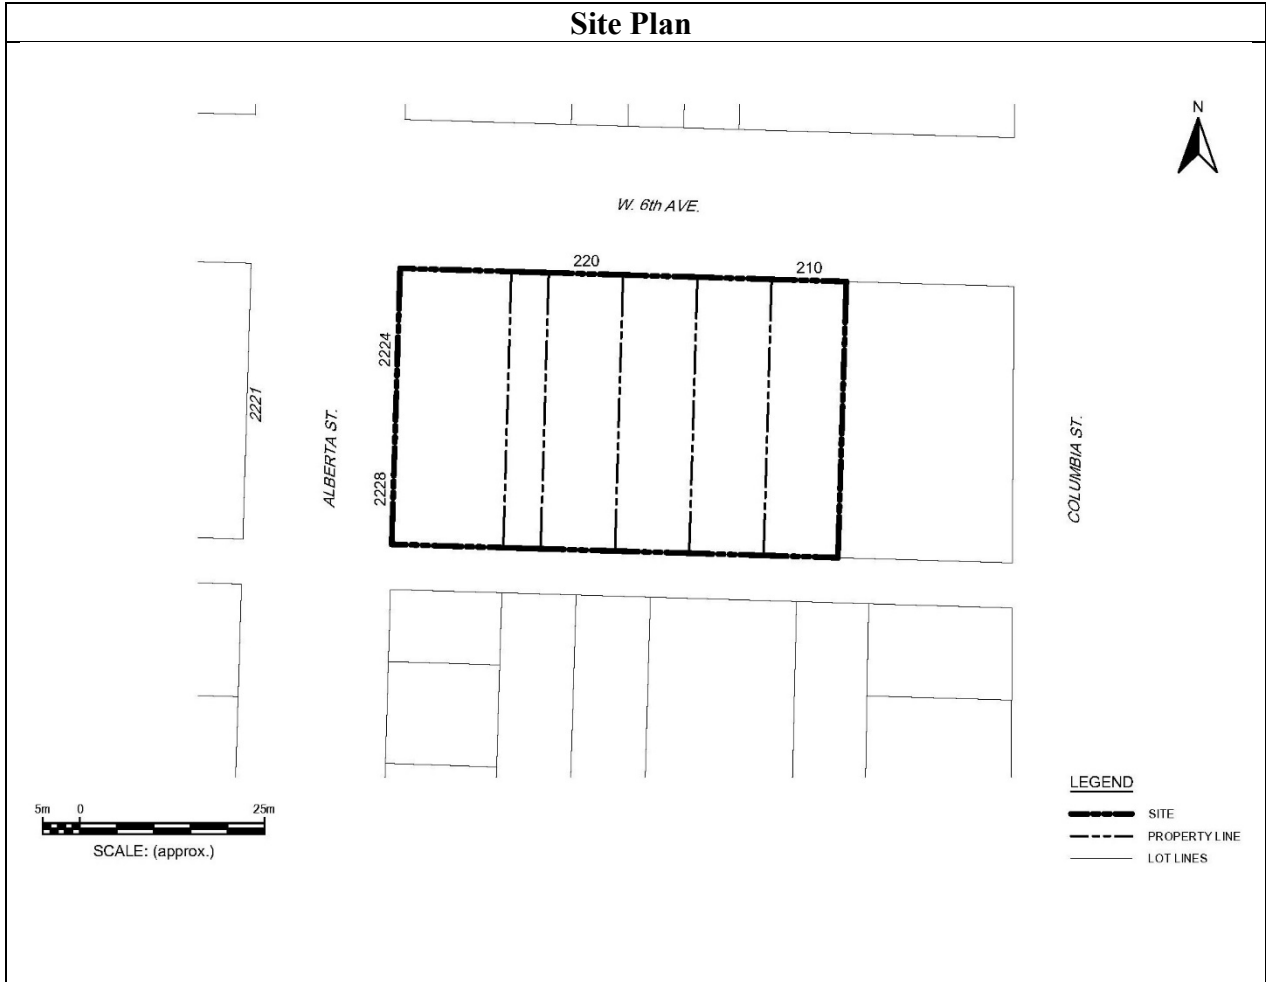 Site Plan
N
W. 6th AVE.
220
210
2224
2221
ALBERTA ST.
2228
COLUMBIA ST.
LEGEND
SITE
PROPERTY LINE
LOT LINES
5m 0 25m
SCALE: (approx.)